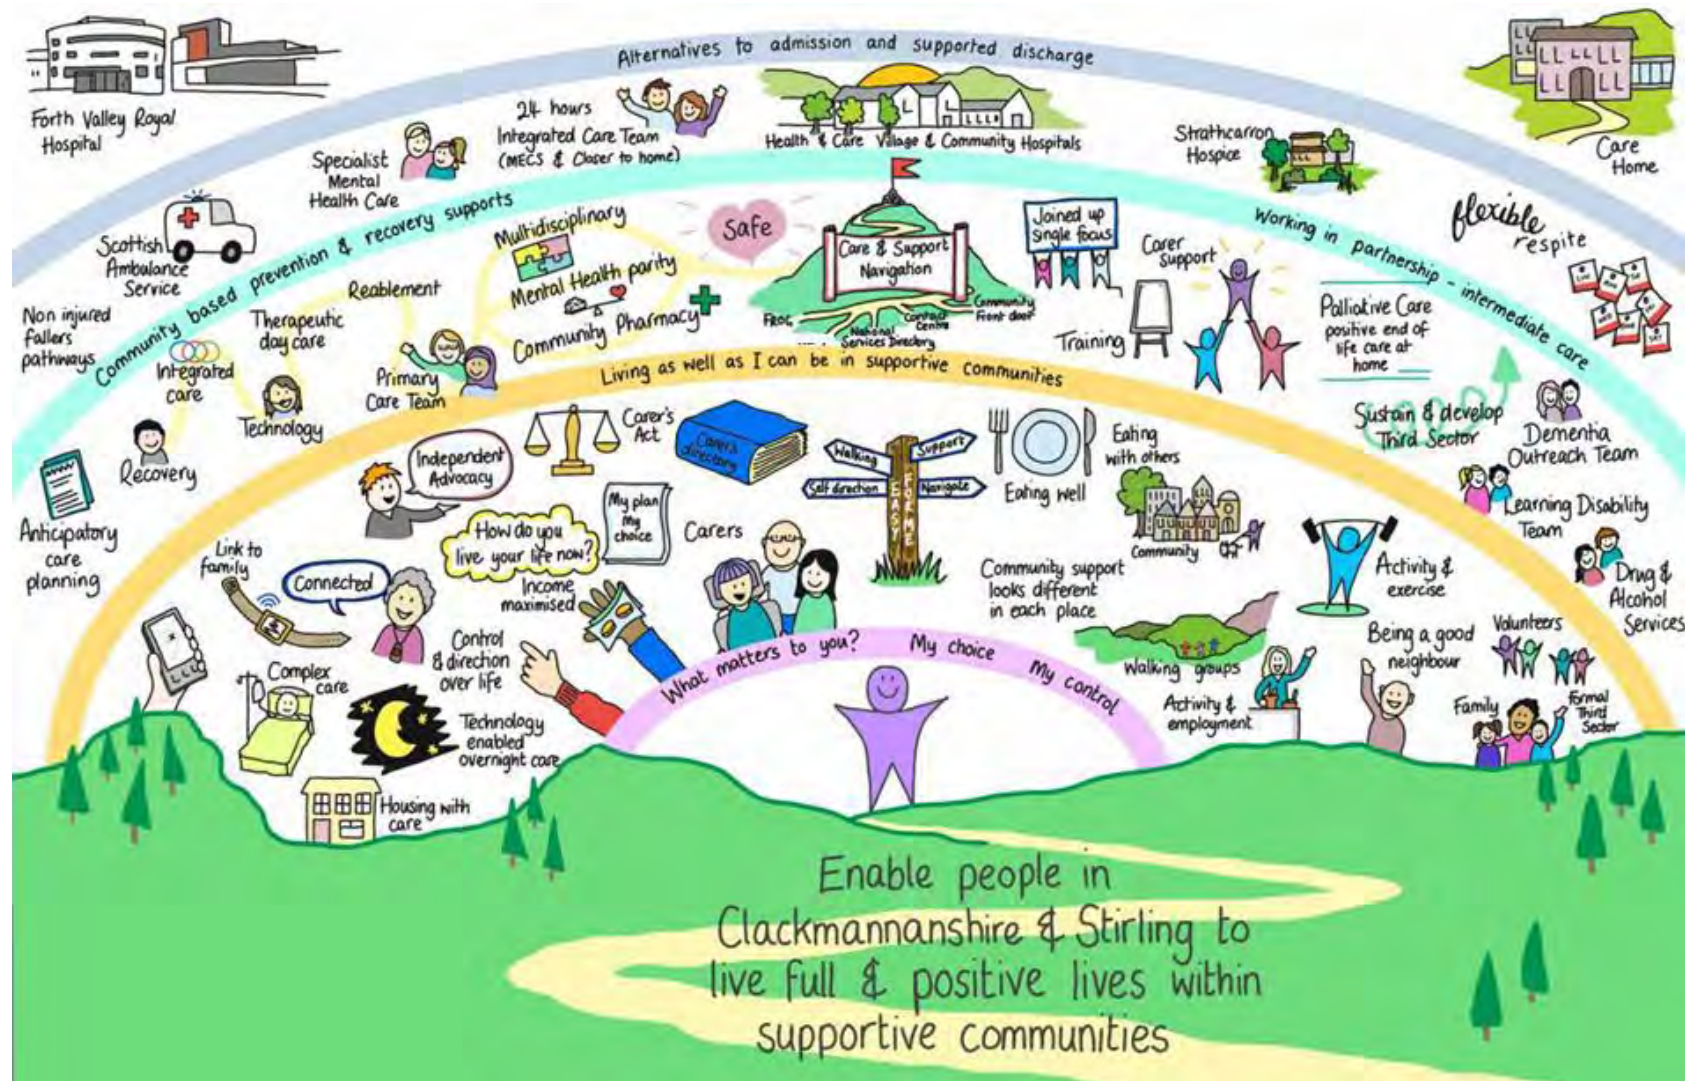 Alternatives to admission and supported discharge
Forth Valley Royal
Hospital
24 hours
Integrated Care Team
(MECS & Closer to home)
Specialist
Mental
Health Care
Health & Care Village & Community Hospitals
Strathcarron
Hospice
Care
Home
Scottish
Ambulance
Service
Non injured
fallers
pathways
flexible
respite
Community based prevention & recovery supports
Working in partnership - intermediate care
Multidisciplinary
Mental Health parity
Community Pharmacy
Safe
Care & Support
Navigation
FROG
National
Services Directory
Contact
Centre
Community
Front door
Joined up
single focus
Carer
support
Training
Palliative Care
positive end of
life care at
home
Reablement
Therapeutic
day care
Integrated
care
Technology
Primary
Care Team
Recovery
Anticipatory
care
planning
Sustain & develop
Third Sector
Dementia
Outreach Team
Learning Disability
Team
Drug &
Alcohol
Services
Living as well as I can be in supportive communities
Independent
Advocacy
Carer's
Act
Carers
directory
Walking
Support
Self direction
Navigate
EASY
FOR ME
Eating well
Eating
with others
Community
Community support
looks different
in each place
Activity &
exercise
My plan
My
choice
How do you
live your life now?
Carers
Link to
family
Connected
Income
maximised
Control
& direction
over life
Complex
care
Technology
enabled
overnight care
Housing with
care
Walking groups
Activity &
employment
Being a good
neighbour
Volunteers
Family
Formal
Third
Sector
What matters to you? My choice My control
Enable people in
Clackmannanshire & Stirling to
live full & positive lives within
supportive communities